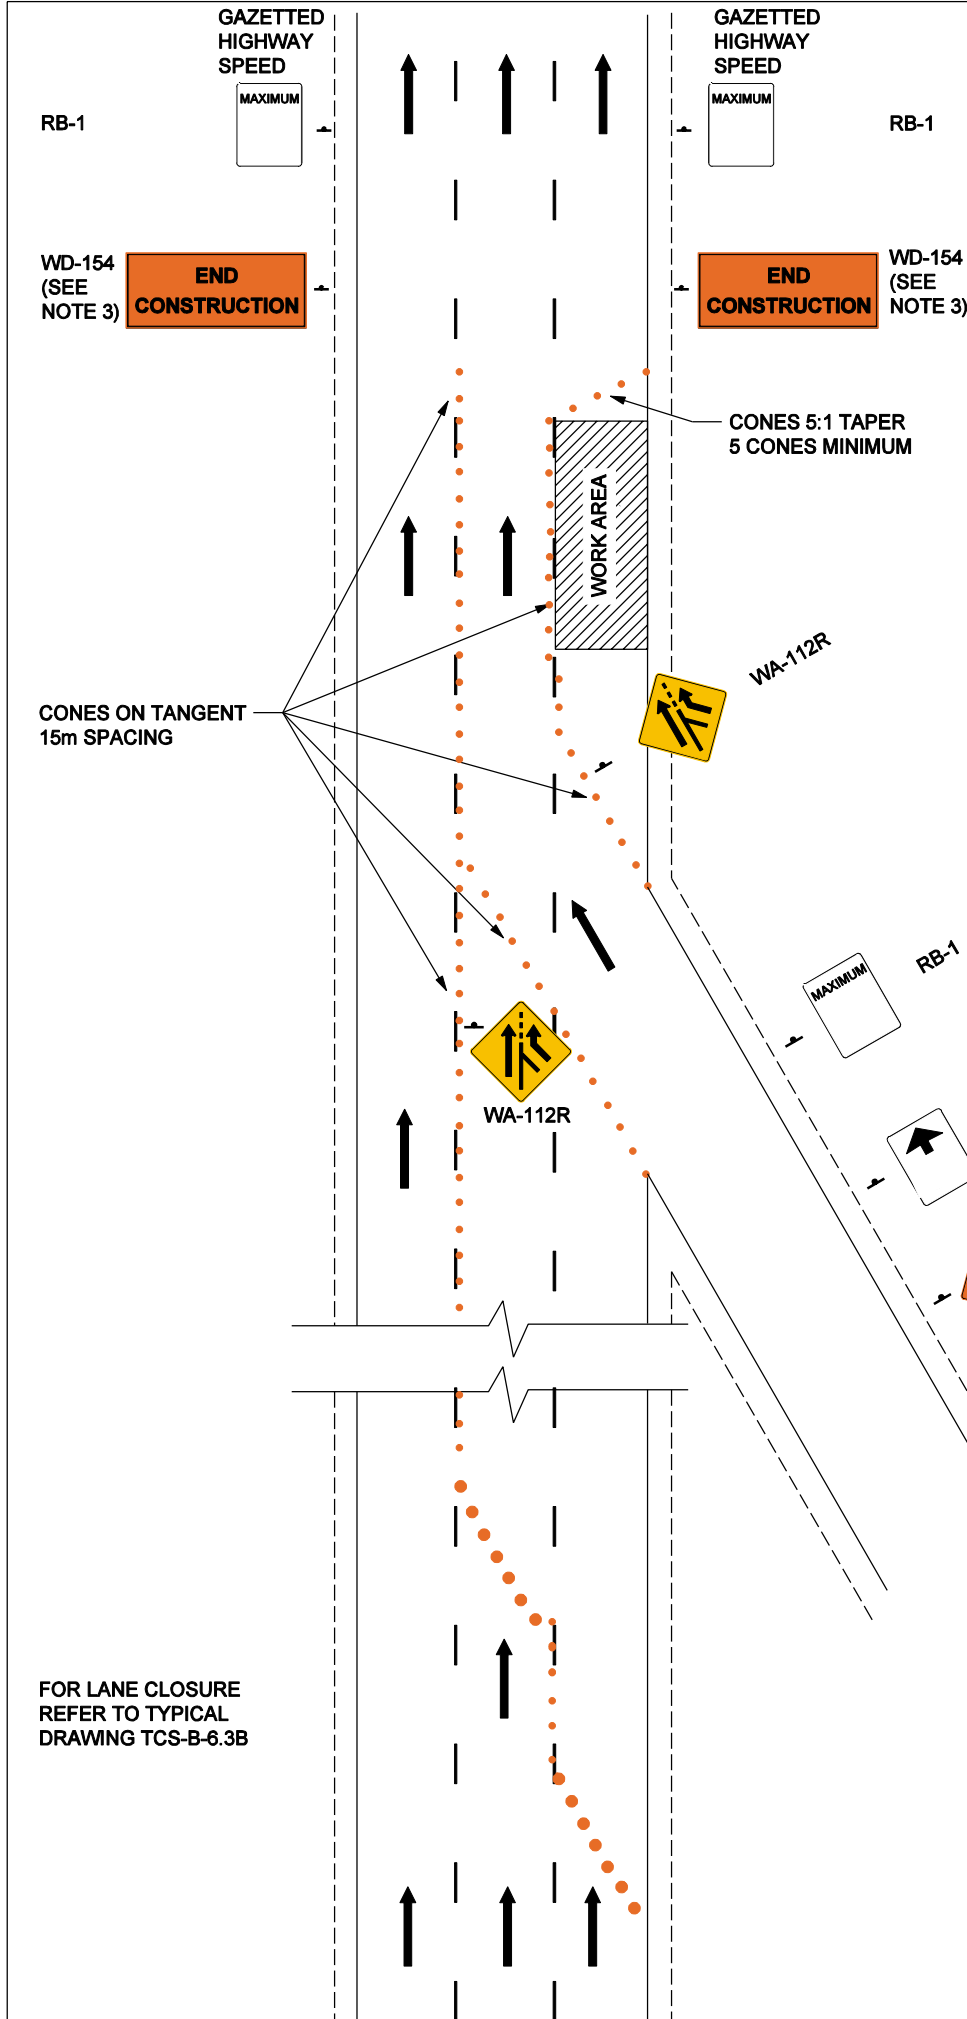 GAZETTED
HIGHWAY
SPEED
GAZETTED
HIGHWAY
SPEED
RB-1
MAXIMUM
MAXIMUM
RB-1
WD-154
(SEE
NOTE 3)
END
CONSTRUCTION
END
CONSTRUCTION
WD-154
(SEE
NOTE 3)
CONES 5:1 TAPER
5 CONES MINIMUM
WORK AREA
WA-112R
CONES ON TANGENT
15m SPACING
RB-1
MAXIMUM
WA-112R
FOR LANE CLOSURE
REFER TO TYPICAL
DRAWING TCS-B-6.3B